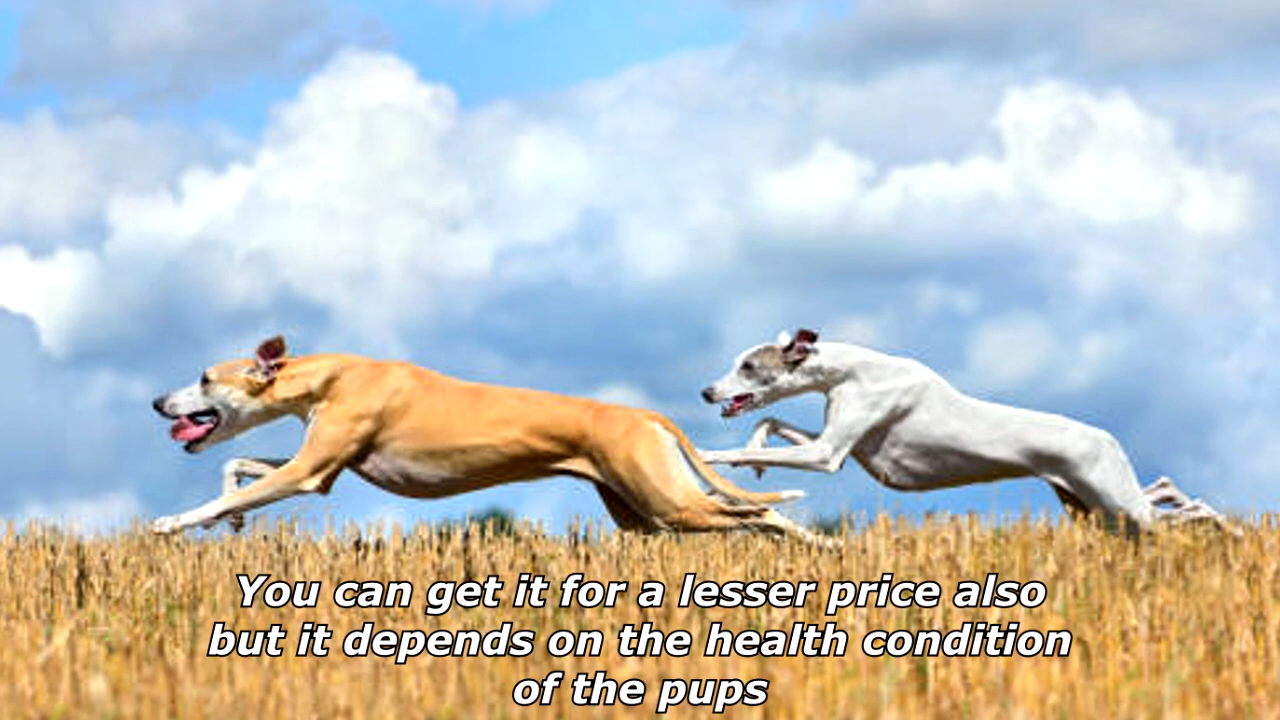 You can get it for a lesser price also
but it depends on the health condition
of the pups